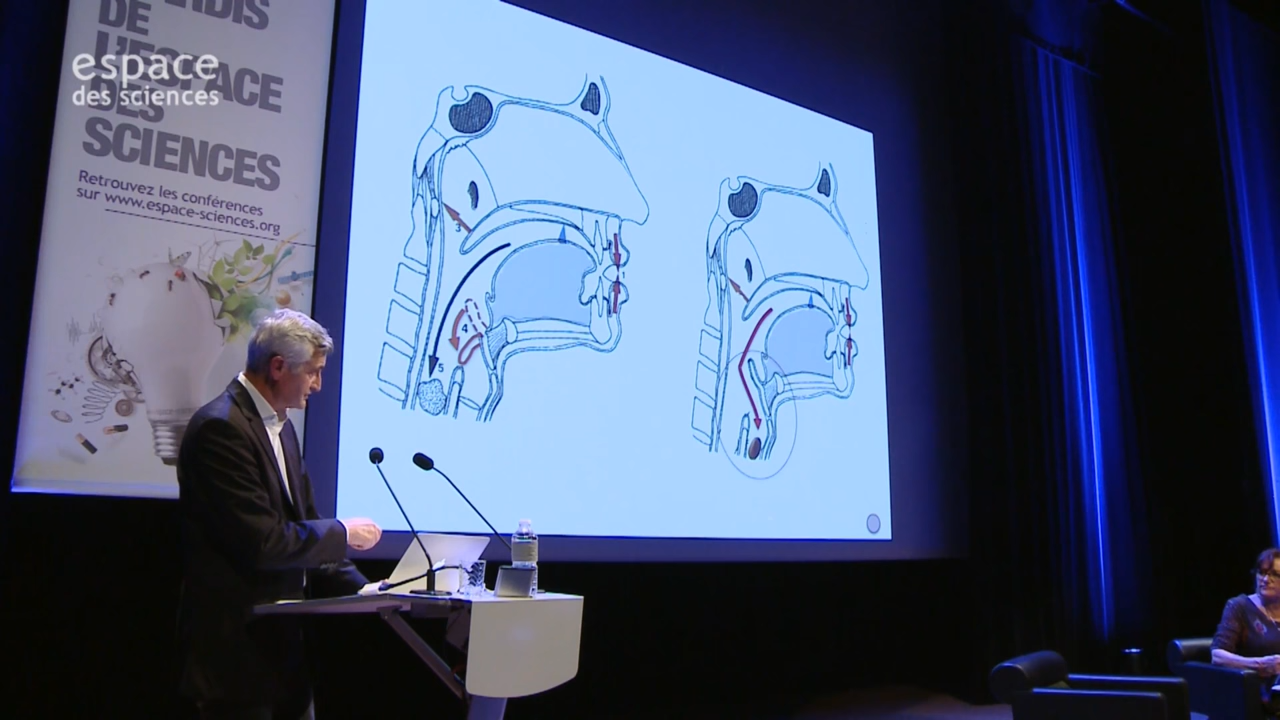 DE
L'ESPACE
DES
SCIENCES
espace
des sciences
Retrouvez les conférences
sur www.espace-sciences.org
3
4
5